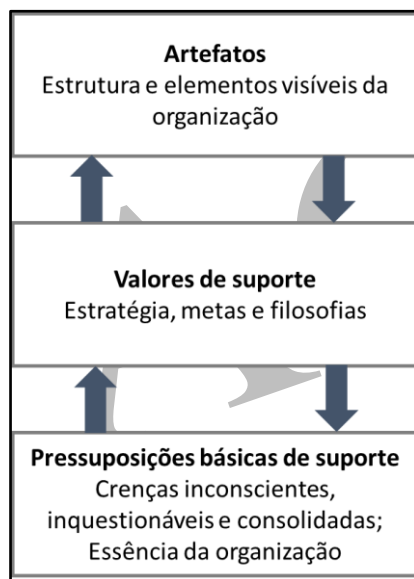 Artefatos
Estrutura e elementos visíveis da
organização
Valores de suporte
Estratégia, metas e filosofias
Pressuposições básicas de suporte
Crenças inconscientes,
inquestionáveis e consolidadas;
Essência da organização